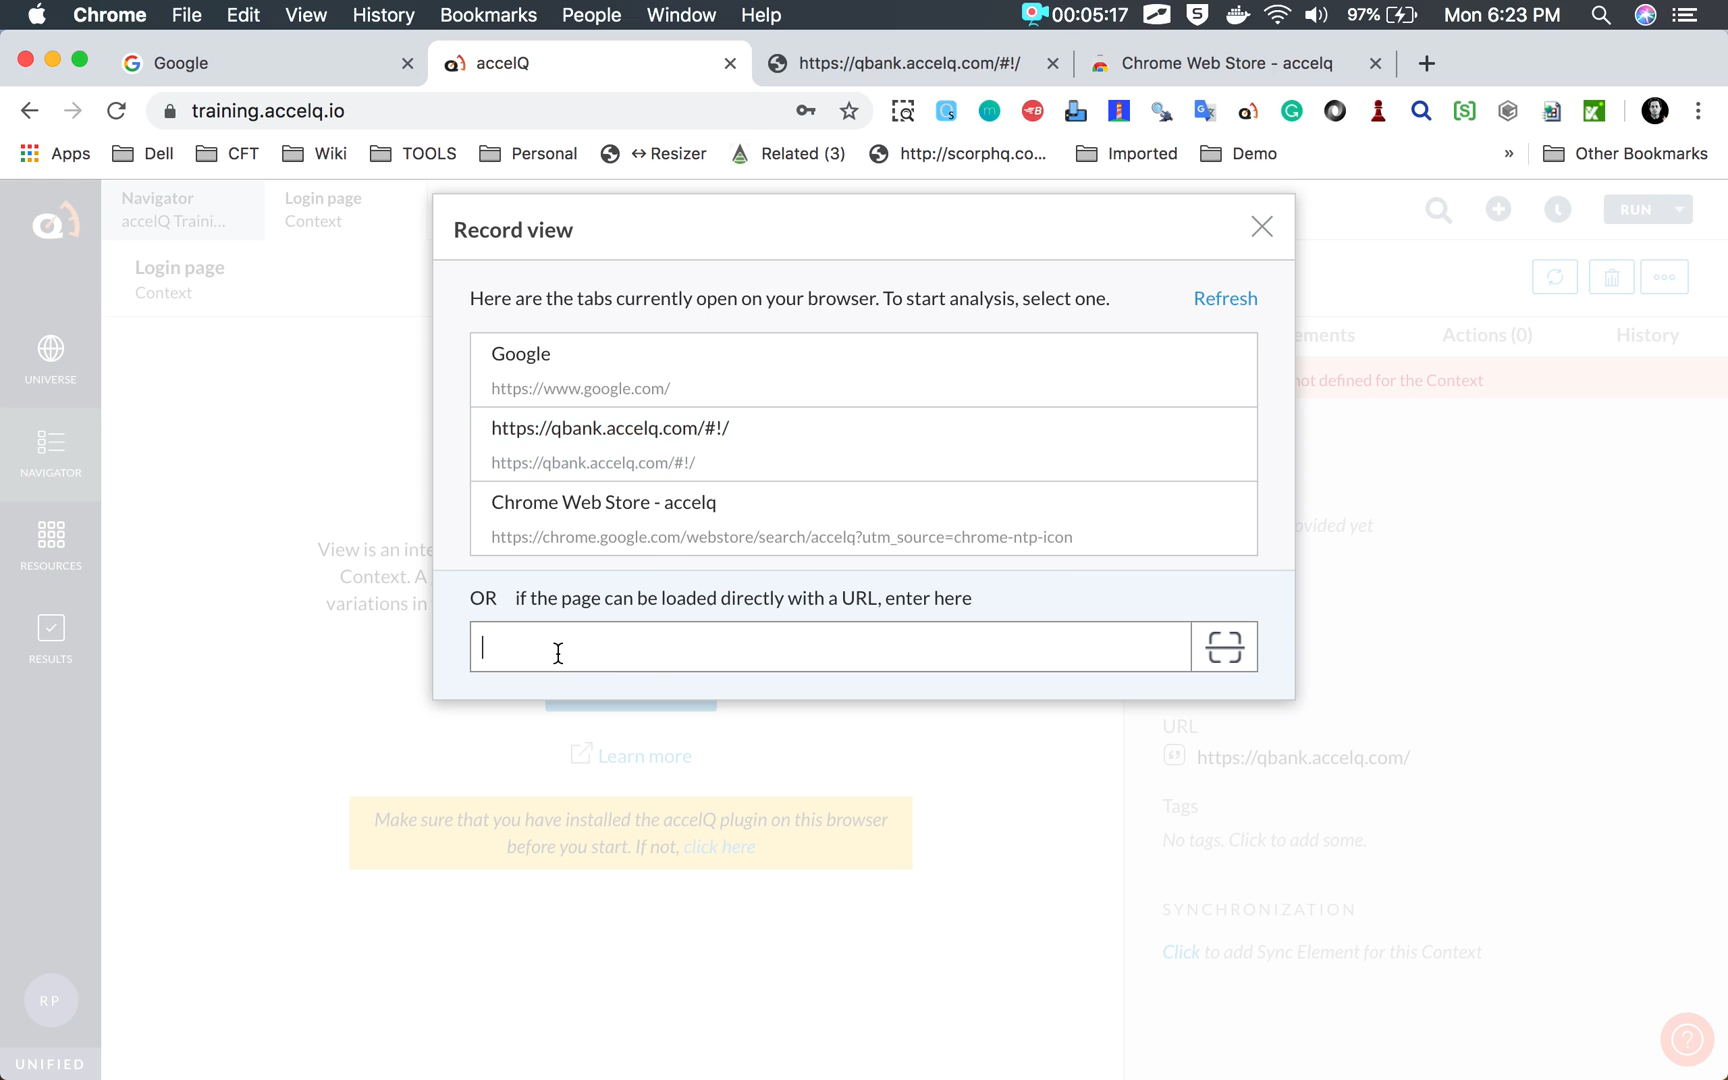 Chrome File Edit View History Bookmarks People Window Help 00:05:17 97% Mon 6:23 PM
Google accelQ https://qbank.accelq.com/#!/ Chrome Web Store - accelq
training.accelq.io
Apps Dell CFT Wiki TOOLS Personal ↔Resizer Related (3) http://scorphq.co... Imported Demo » Other Bookmarks
Navigator
accelQ Traini...
Login page
Context
RUN
Login page
Context
Record view
Here are the tabs currently open on your browser. To start analysis, select one. Refresh
Google
https://www.google.com/
https://qbank.accelq.com/#!/
https://qbank.accelq.com/#!/
Chrome Web Store - accelq
https://chrome.google.com/webstore/search/accelq?utm_source=chrome-ntp-icon
OR if the page can be loaded directly with a URL, enter here
UNIVERSE
NAVIGATOR
RESOURCES
RESULTS
RP
UNIFIED
View is an inte
Context. A
variations in
Learn more
Make sure that you have installed the accelQ plugin on this browser
before you start. If not, click here
ements Actions (0) History
not defined for the Context
ovided yet
URL
https://qbank.accelq.com/
Tags
No tags. Click to add some.
SYNCHRONIZATION
Click to add Sync Element for this Context